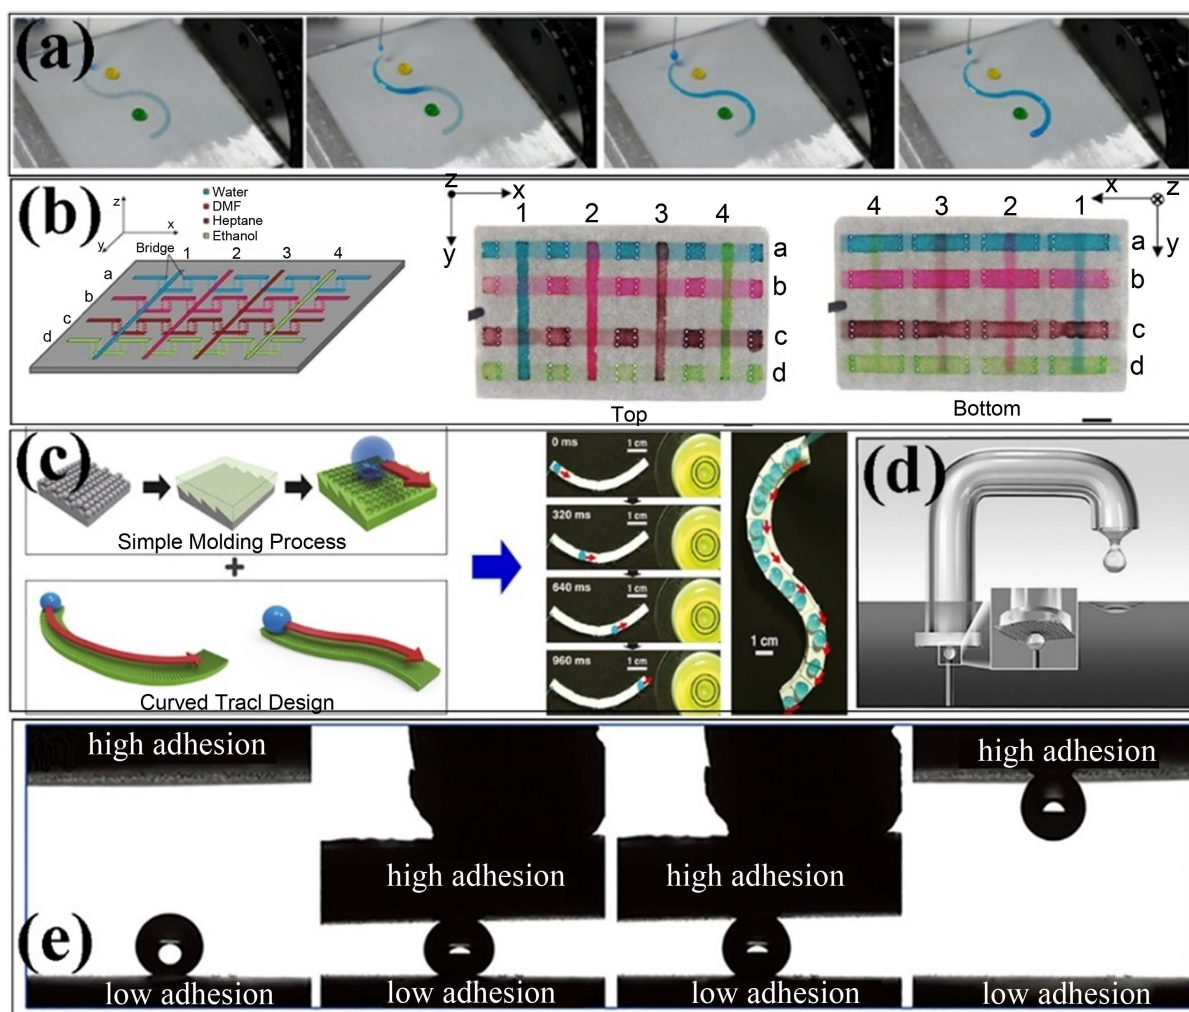 (a)
(b)
z
x
y
Water
DMF
Heptane
Ethanol
Bridge
1 2 3 4
a
b
c
d
z x
y
1 2 3 4
a
b
c
d
Top
x z
y
4 3 2 1
a
b
c
d
Bottom
(c)
Simple Molding Process
+
Curved Tracl Design
0 ms
1 cm
320 ms
1 cm
640 ms
1 cm
960 ms
1 cm
1 cm
(d)
(e)
high adhesion
low adhesion
high adhesion
low adhesion
high adhesion
low adhesion
high adhesion
low adhesion